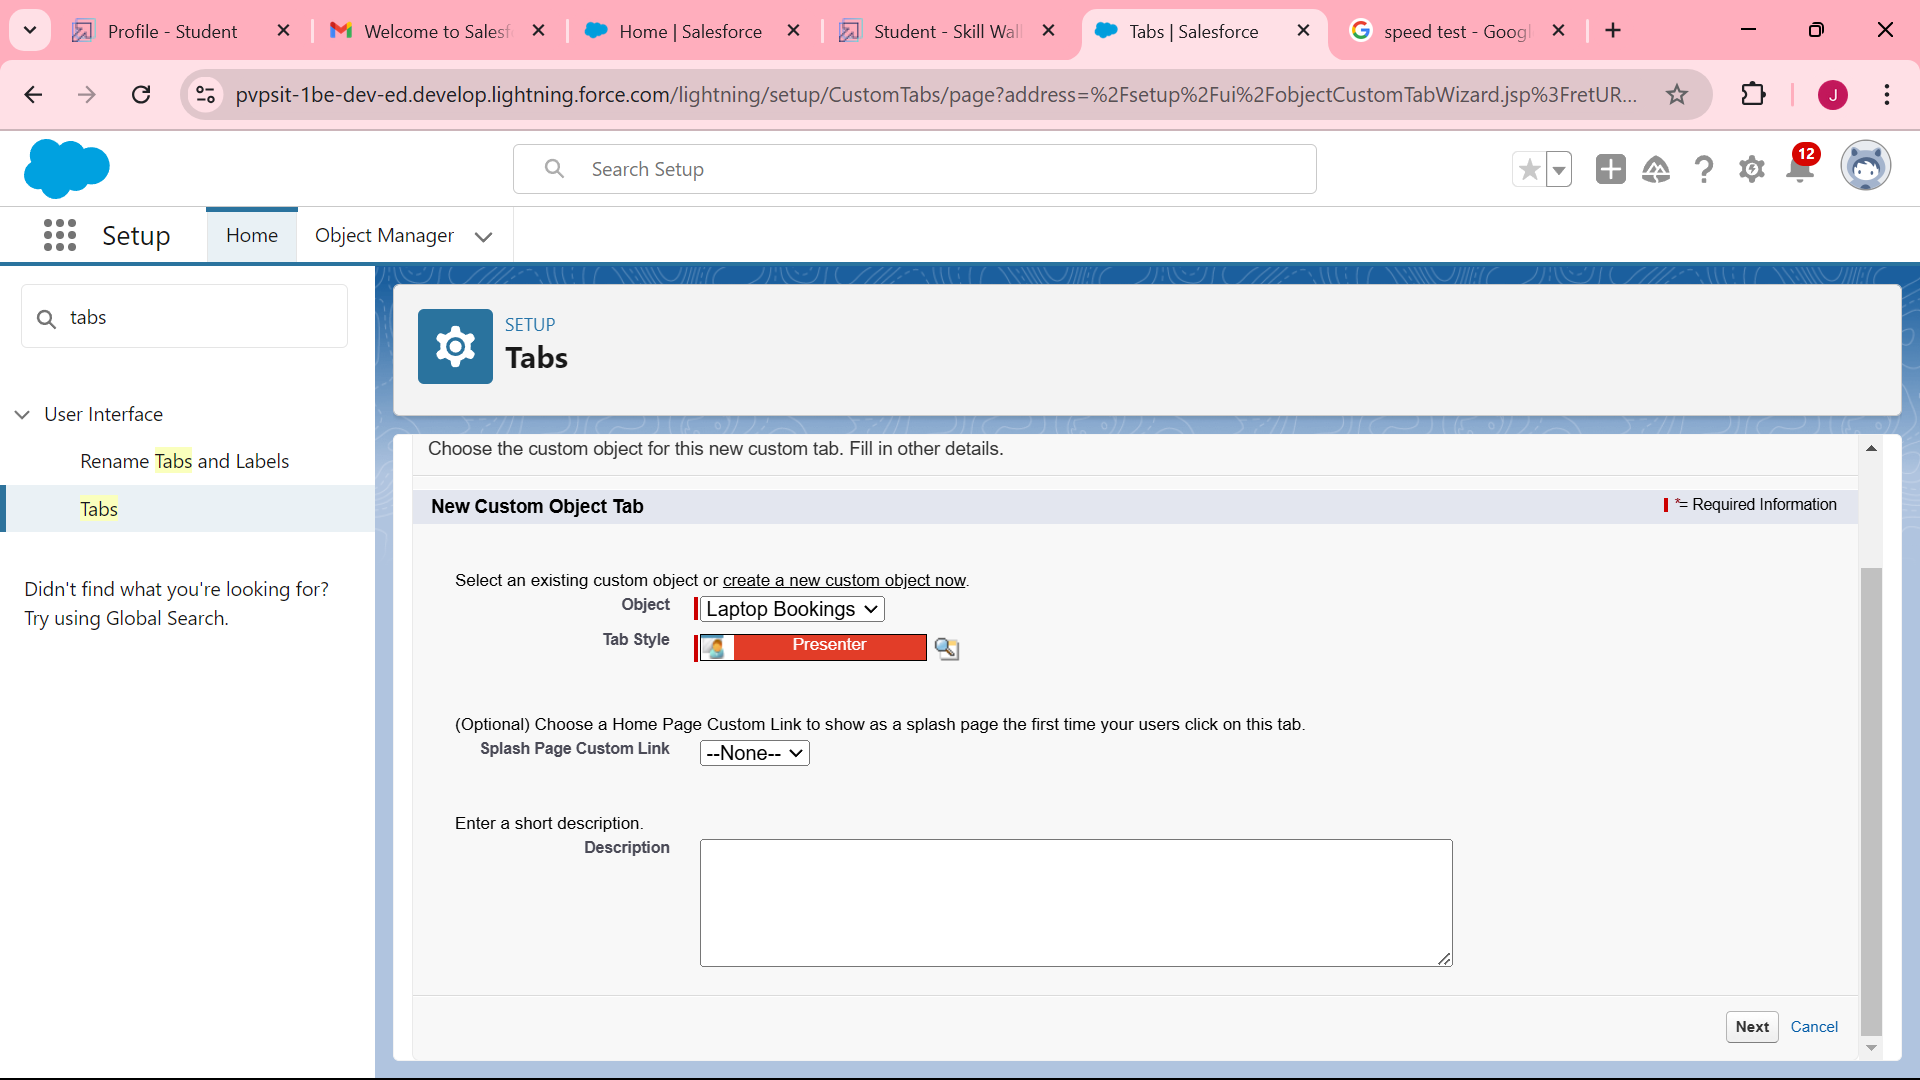 Profile - Student
Welcome to Salesf
Home | Salesforce
Student - Skill Wall
Tabs | Salesforce
speed test - Googl
pvpsit-1be-dev-ed.develop.lightning.force.com/lightning/setup/CustomTabs/page?address=%2Fsetup%2Fui%2FobjectCustomTabWizard.jsp%3FretUR...
J
Search Setup
12
Setup
Home
Object Manager
tabs
SETUP
Tabs
User Interface
Rename Tabs and Labels
Tabs
Didn't find what you're looking for?
Try using Global Search.
Choose the custom object for this new custom tab. Fill in other details.
New Custom Object Tab
*= Required Information
Select an existing custom object or create a new custom object now.
Object
Laptop Bookings
Tab Style
Presenter
(Optional) Choose a Home Page Custom Link to show as a splash page the first time your users click on this tab.
Splash Page Custom Link
--None--
Enter a short description.
Description
Next
Cancel